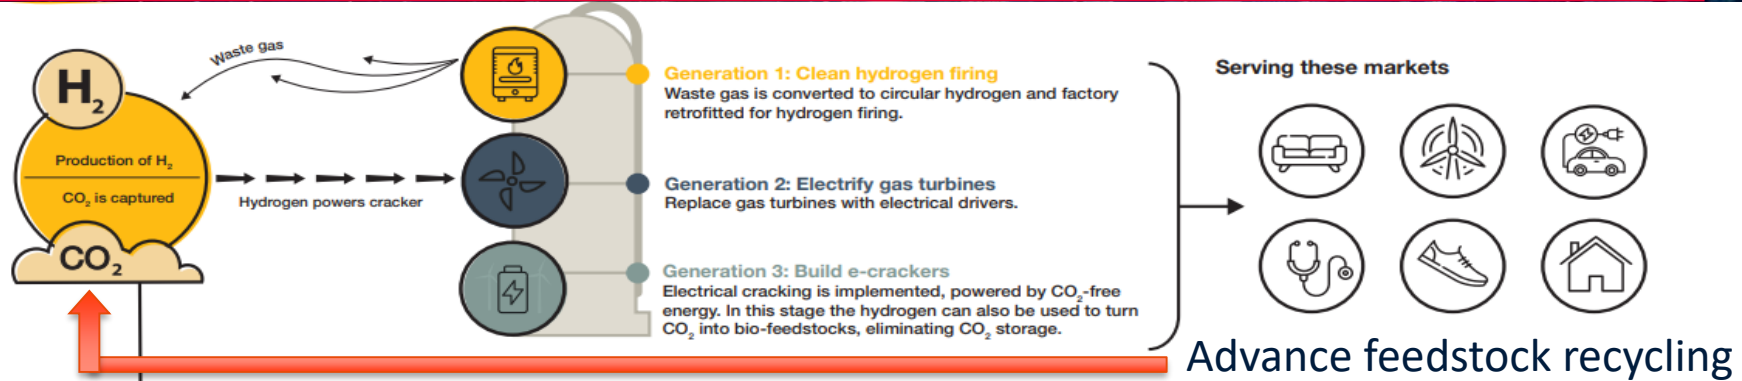 H₂
Production of H₂
CO₂ is captured
CO₂
Waste gas
Hydrogen powers cracker
Generation 1: Clean hydrogen firing
Waste gas is converted to circular hydrogen and factory
retrofitted for hydrogen firing.
Generation 2: Electrify gas turbines
Replace gas turbines with electrical drivers.
Generation 3: Build e-crackers
Electrical cracking is implemented, powered by CO₂-free
energy. In this stage the hydrogen can also be used to turn
CO₂ into bio-feedstocks, eliminating CO₂ storage.
Serving these markets
Advance feedstock recycling